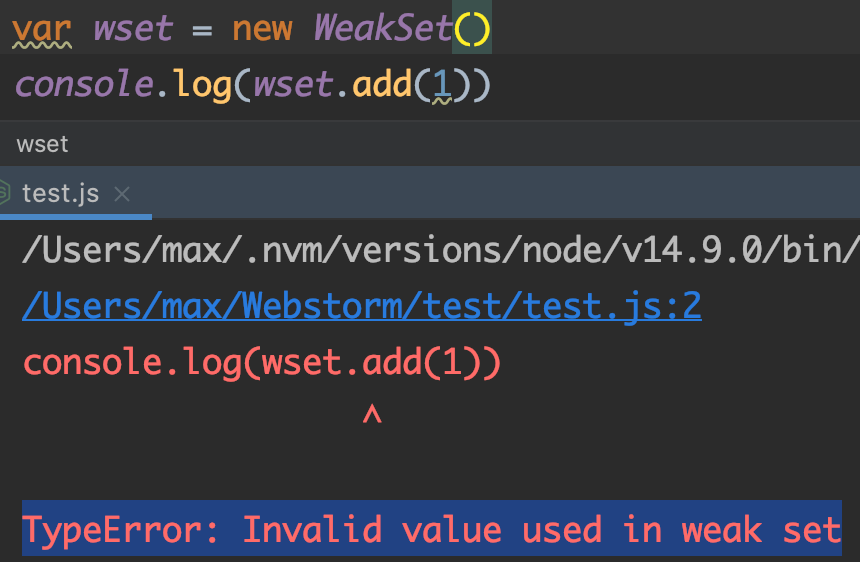 var wset = new WeakSet()
console.log(wset.add(1))
wset
test.js
/Users/max/.nvm/versions/node/v14.9.0/bin/
/Users/max/Webstorm/test/test.js:2
console.log(wset.add(1))
^
TypeError: Invalid value used in weak set